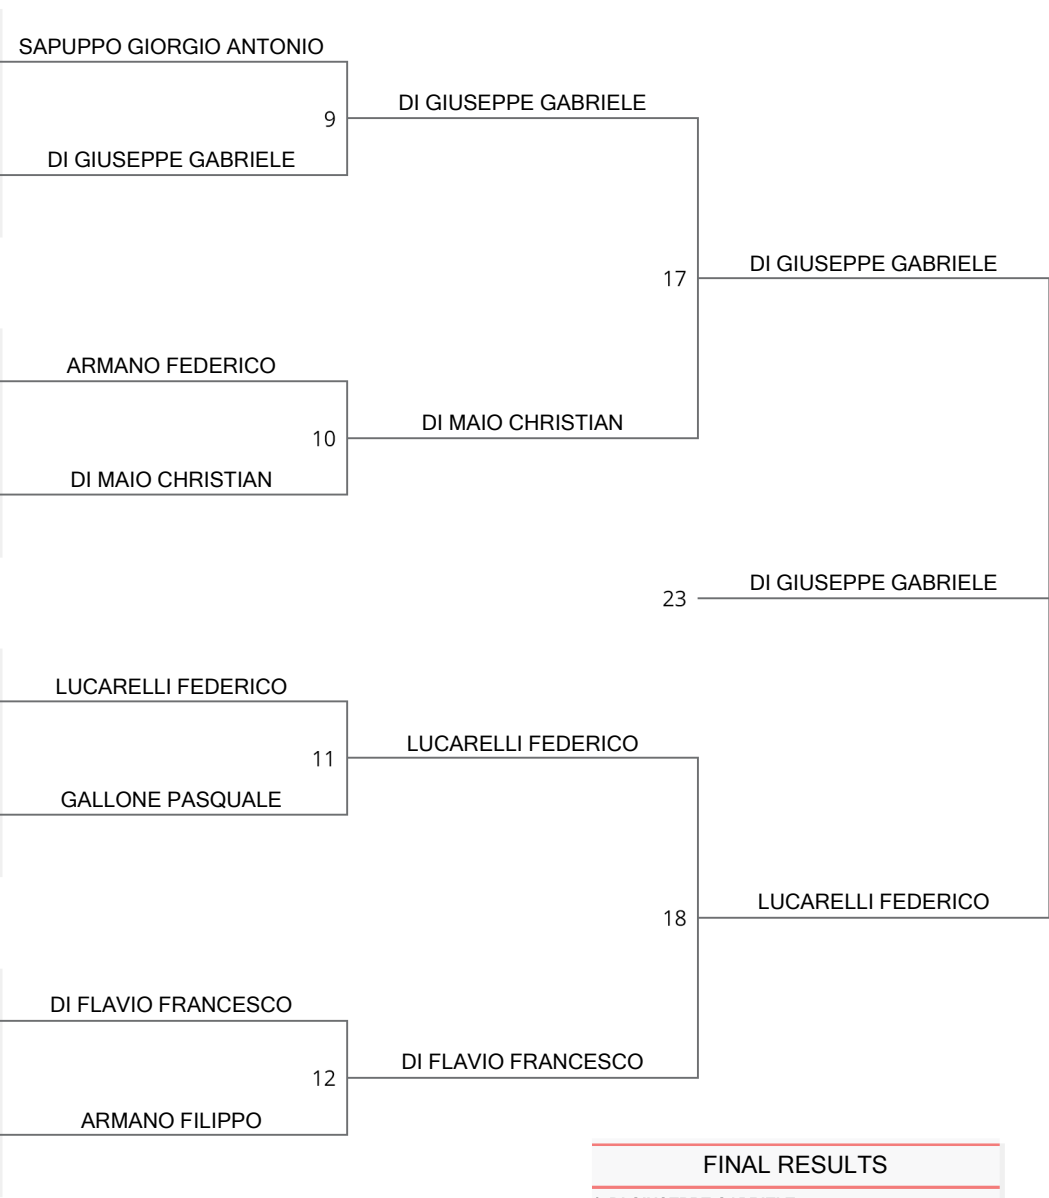 SAPUPPO GIORGIO ANTONIO
DI GIUSEPPE GABRIELE
9
DI GIUSEPPE GABRIELE
DI GIUSEPPE GABRIELE
17
ARMANO FEDERICO
DI MAIO CHRISTIAN
10
DI MAIO CHRISTIAN
DI GIUSEPPE GABRIELE
23
LUCARELLI FEDERICO
LUCARELLI FEDERICO
11
GALLONE PASQUALE
LUCARELLI FEDERICO
18
DI FLAVIO FRANCESCO
DI FLAVIO FRANCESCO
12
ARMANO FILIPPO
FINAL RESULTS